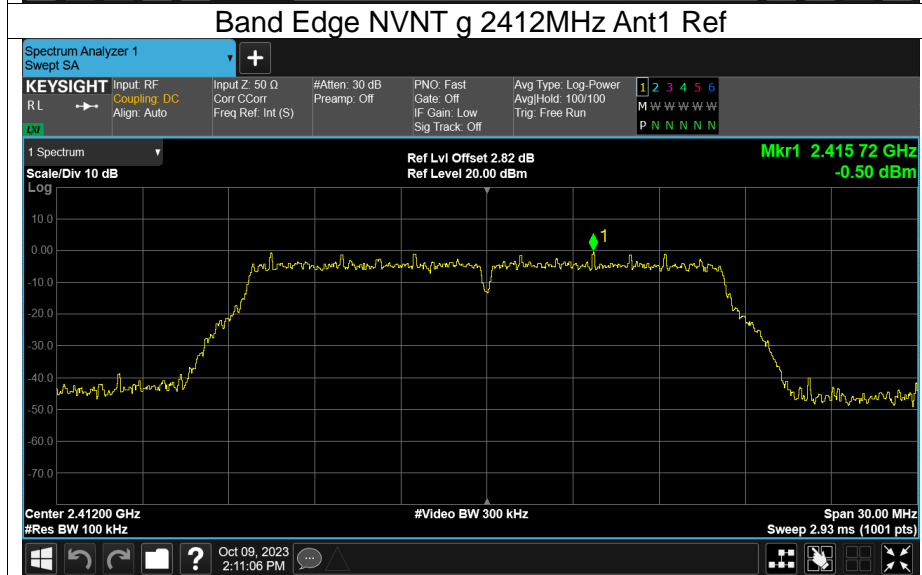 Band Edge NVNT g 2412MHz Ant1 Ref
Spectrum Analyzer 1
Swept SA
KEYSIGHT
R L
LXI
Input: RF
Coupling: DC
Align: Auto
Input Z: 50 Ω
Corr CCorr
Freq Ref: Int (S)
#Atten: 30 dB
Preamp: Off
PNO: Fast
Gate: Off
IF Gain: Low
Sig Track: Off
Avg Type: Log-Power
Avg|Hold: 100/100
Trig: Free Run
1 2 3 4 5 6
M W W W W W
P N N N N N
1 Spectrum
Scale/Div 10 dB
Ref Lvl Offset 2.82 dB
Ref Level 20.00 dBm
Mkr1 2.415 72 GHz
-0.50 dBm
Log
10.0
0.00
-10.0
-20.0
-30.0
-40.0
-50.0
-60.0
-70.0
1
Center 2.41200 GHz
#Res BW 100 kHz
#Video BW 300 kHz
Span 30.00 MHz
Sweep 2.93 ms (1001 pts)
?
Oct 09, 2023
2:11:06 PM